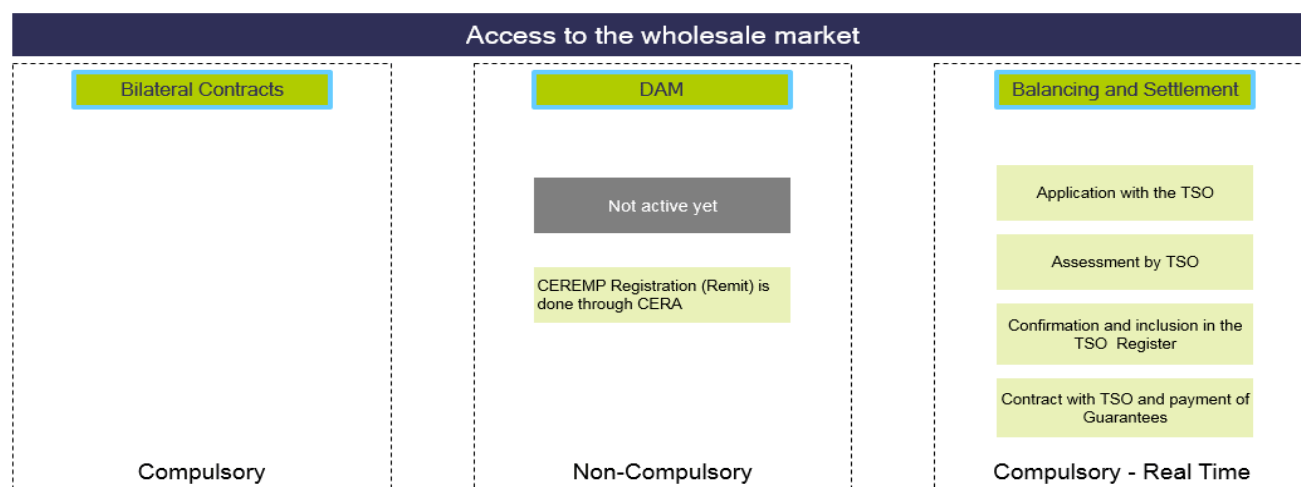 Access to the wholesale market
Bilateral Contracts
Compulsory
DAM
Not active yet
CEREMP Registration (Remit) is
done through CERA
Non-Compulsory
Balancing and Settlement
Application with the TSO
Assessment by TSO
Confirmation and inclusion in the
TSO Register
Contract with TSO and payment of
Guarantees
Compulsory - Real Time